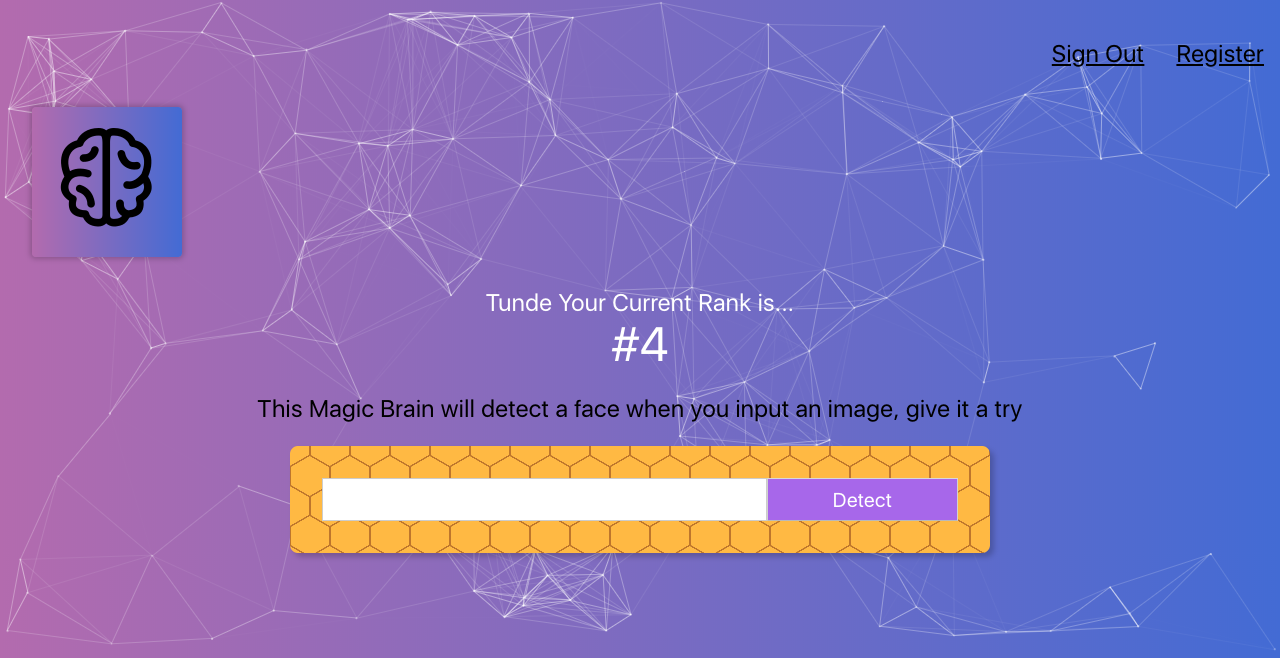 Sign Out Register
Tunde Your Current Rank is...
#4
This Magic Brain will detect a face when you input an image, give it a try
Detect